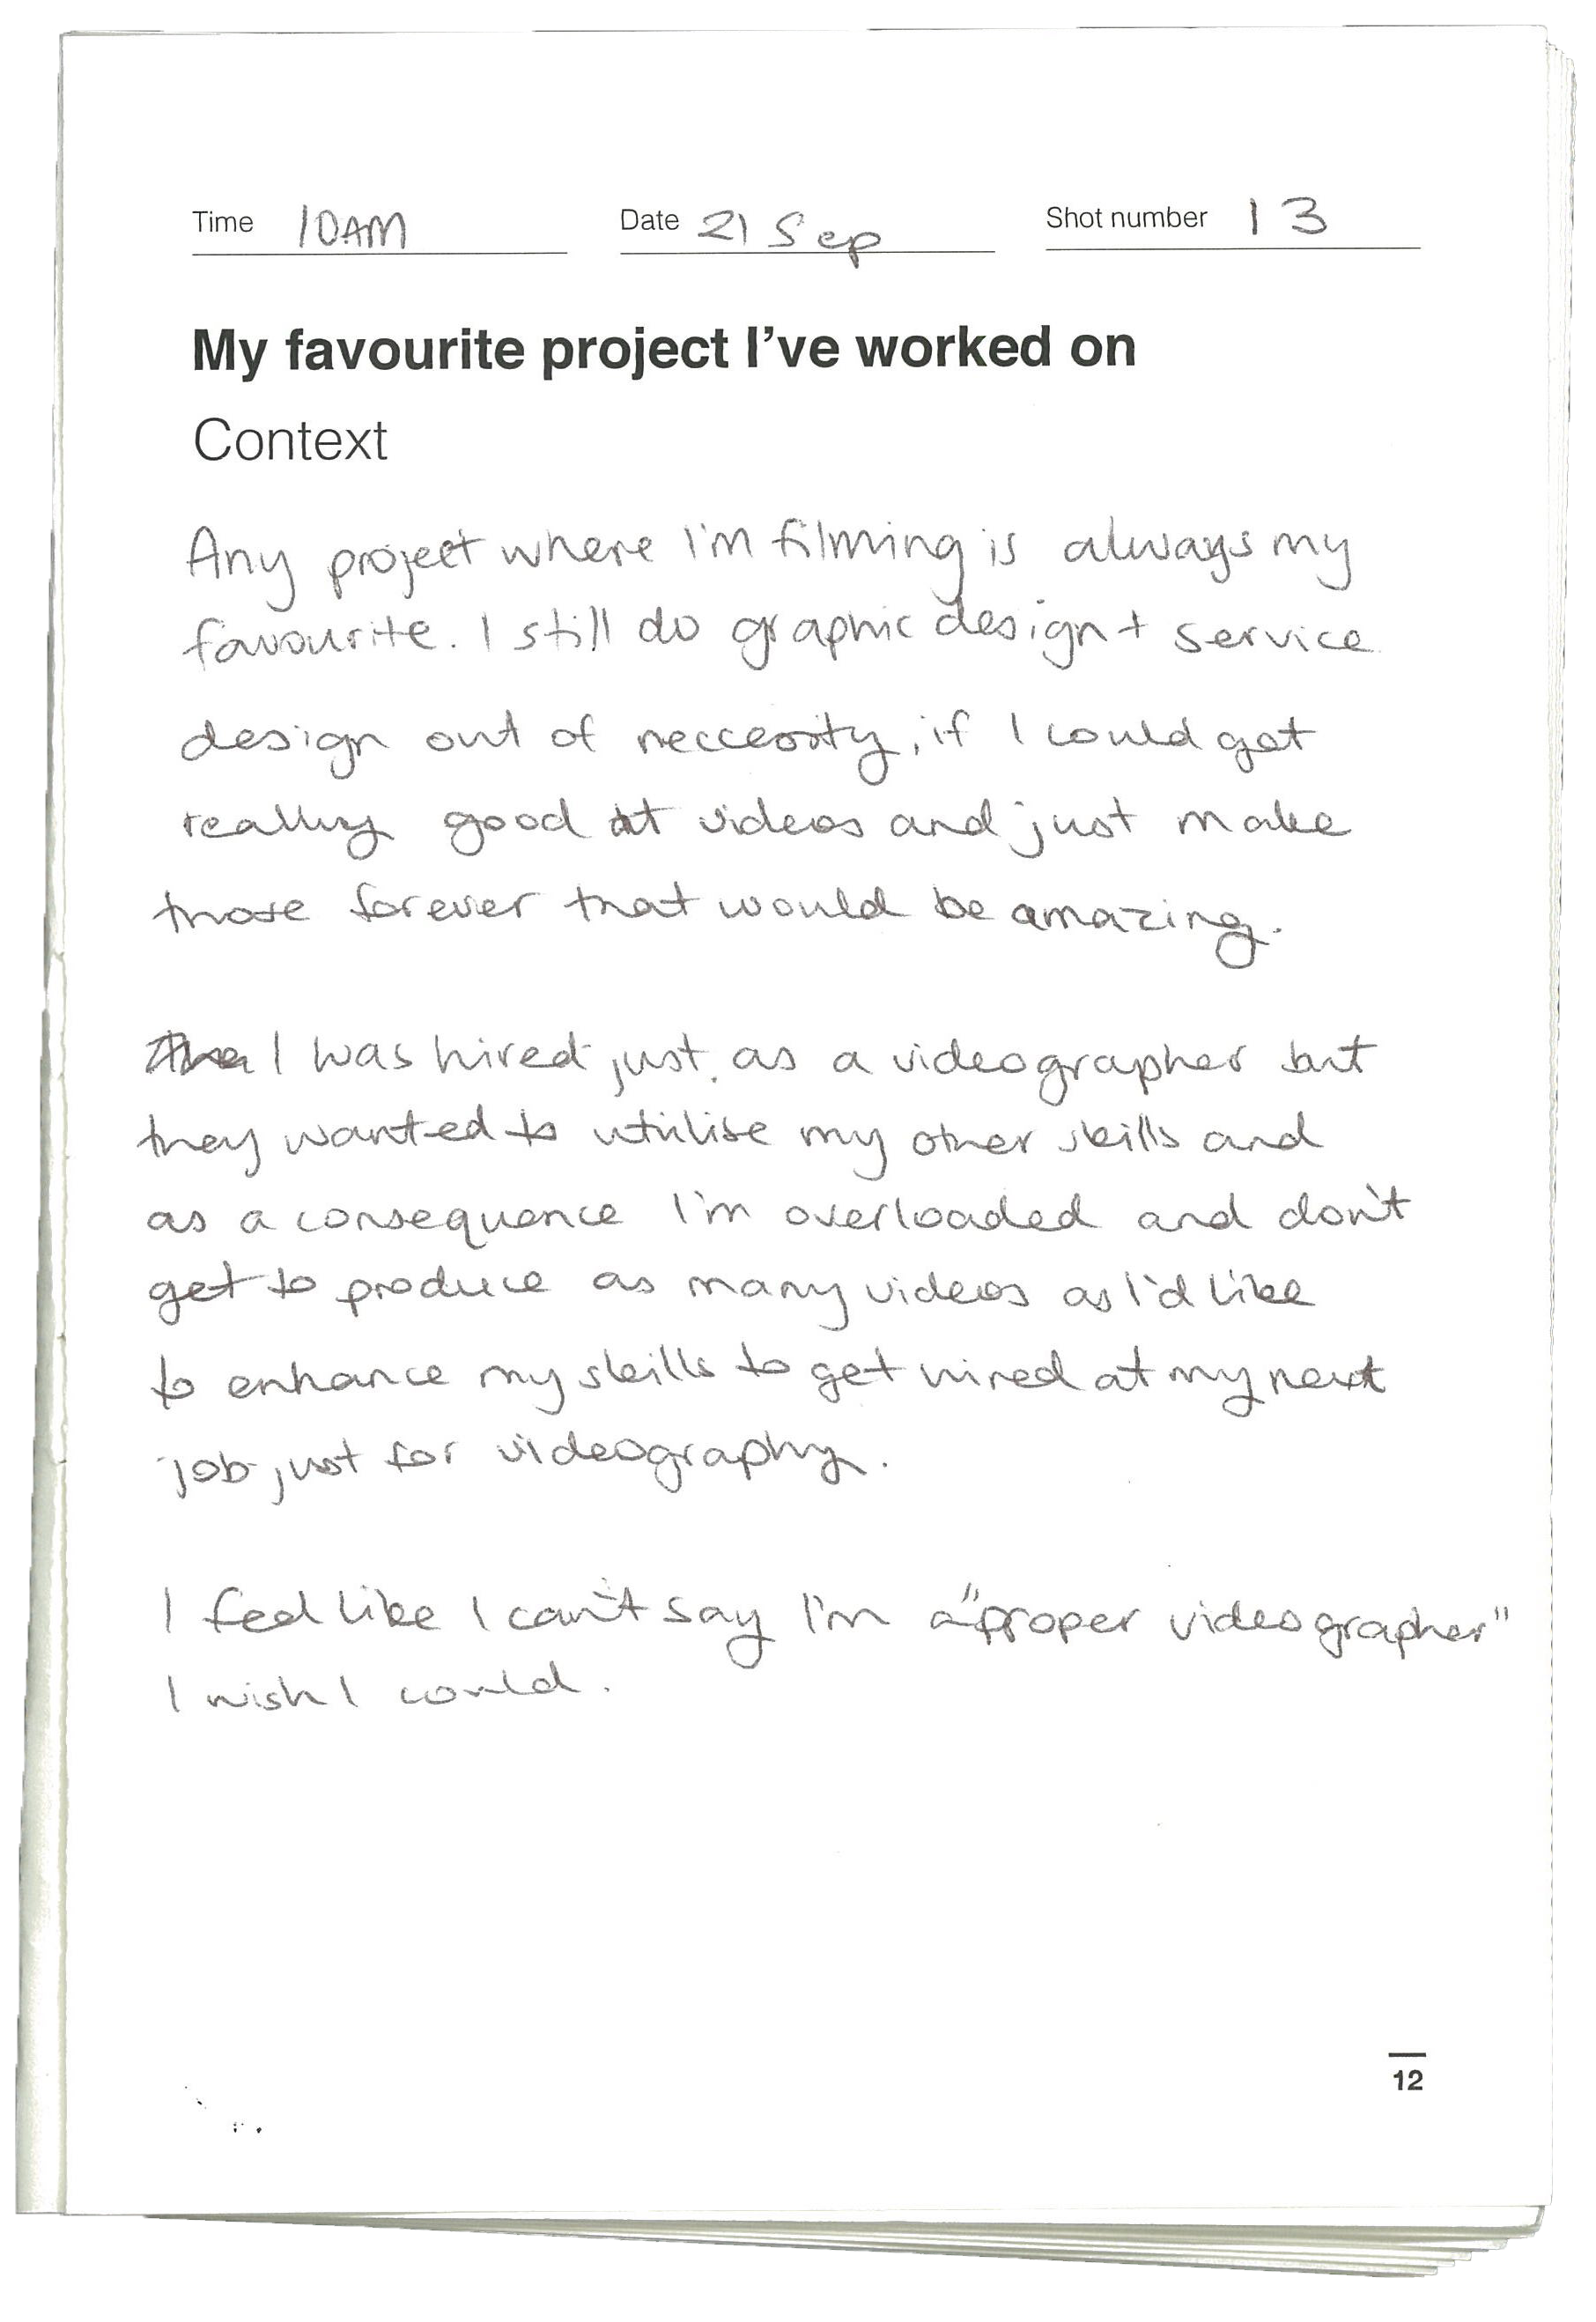 Time 10AM Date 21 Sep Shot number 13
My favourite project I've worked on
Context
Any project where I'm filming is always my
favourite. I still do graphic design + service
design out of neccessity, if I could get
really good at videos and just make
those forever that would be amazing.
I was hired just as a videographer but
they wanted to utilise my other skills and
as a consequence I'm overloaded and don't
get to produce as many videos as I'd like
to enhance my skills to get hired at my next
job just for videography.
I feel like I can't say I'm a "proper videographer"
I wish I could.
12